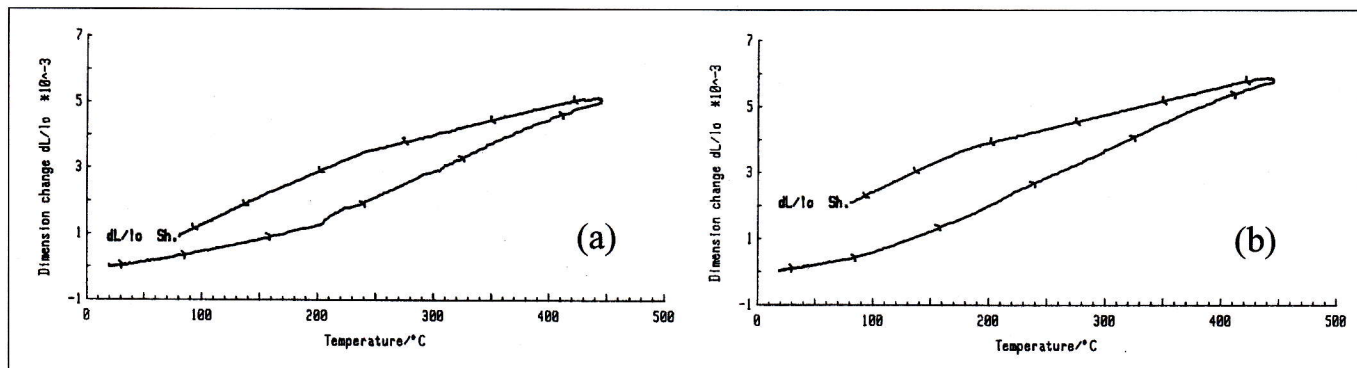 7
5
3
1
-1
Dimension change dL/lo *10^-3
dL/lo Sh.
(a)
0 100 200 300 400 500
Temperature/°C
7
5
3
1
-1
Dimension change dL/lo *10^-3
dL/lo Sh.
(b)
0 100 200 300 400 500
Temperature/°C